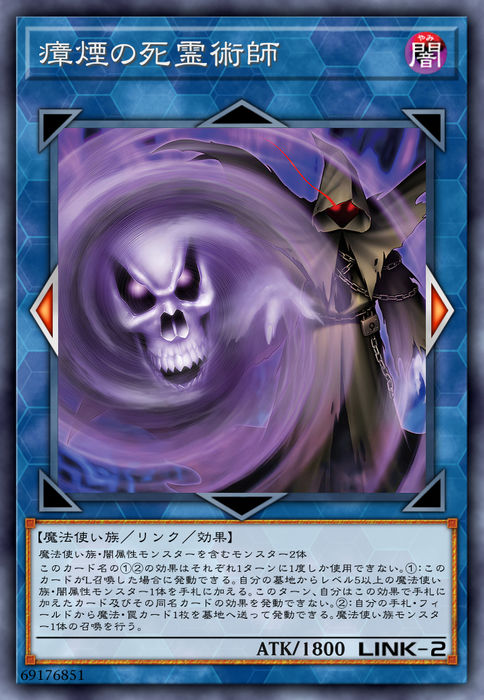 瘴煙の死霊術師
やみ
闇
【魔法使い族／リンク／効果】
魔法使い族・闇属性モンスターを含むモンスター2体
このカード名の①②の効果はそれぞれ1ターンに1度しか使用できない。①：この
カードがL召喚した場合に発動できる。自分の墓地からレベル5以上の魔法使い
族・闇属性モンスター1体を手札に加える。このターン、自分はこの効果で手札に
加えたカード及びその同名カードの効果を発動できない。②：自分の手札・フィ
ールドから魔法・罠カード1枚を墓地へ送って発動できる。魔法使い族モンスタ
ー1体の召喚を行う。
ATK/1800 LINK-2
69176851